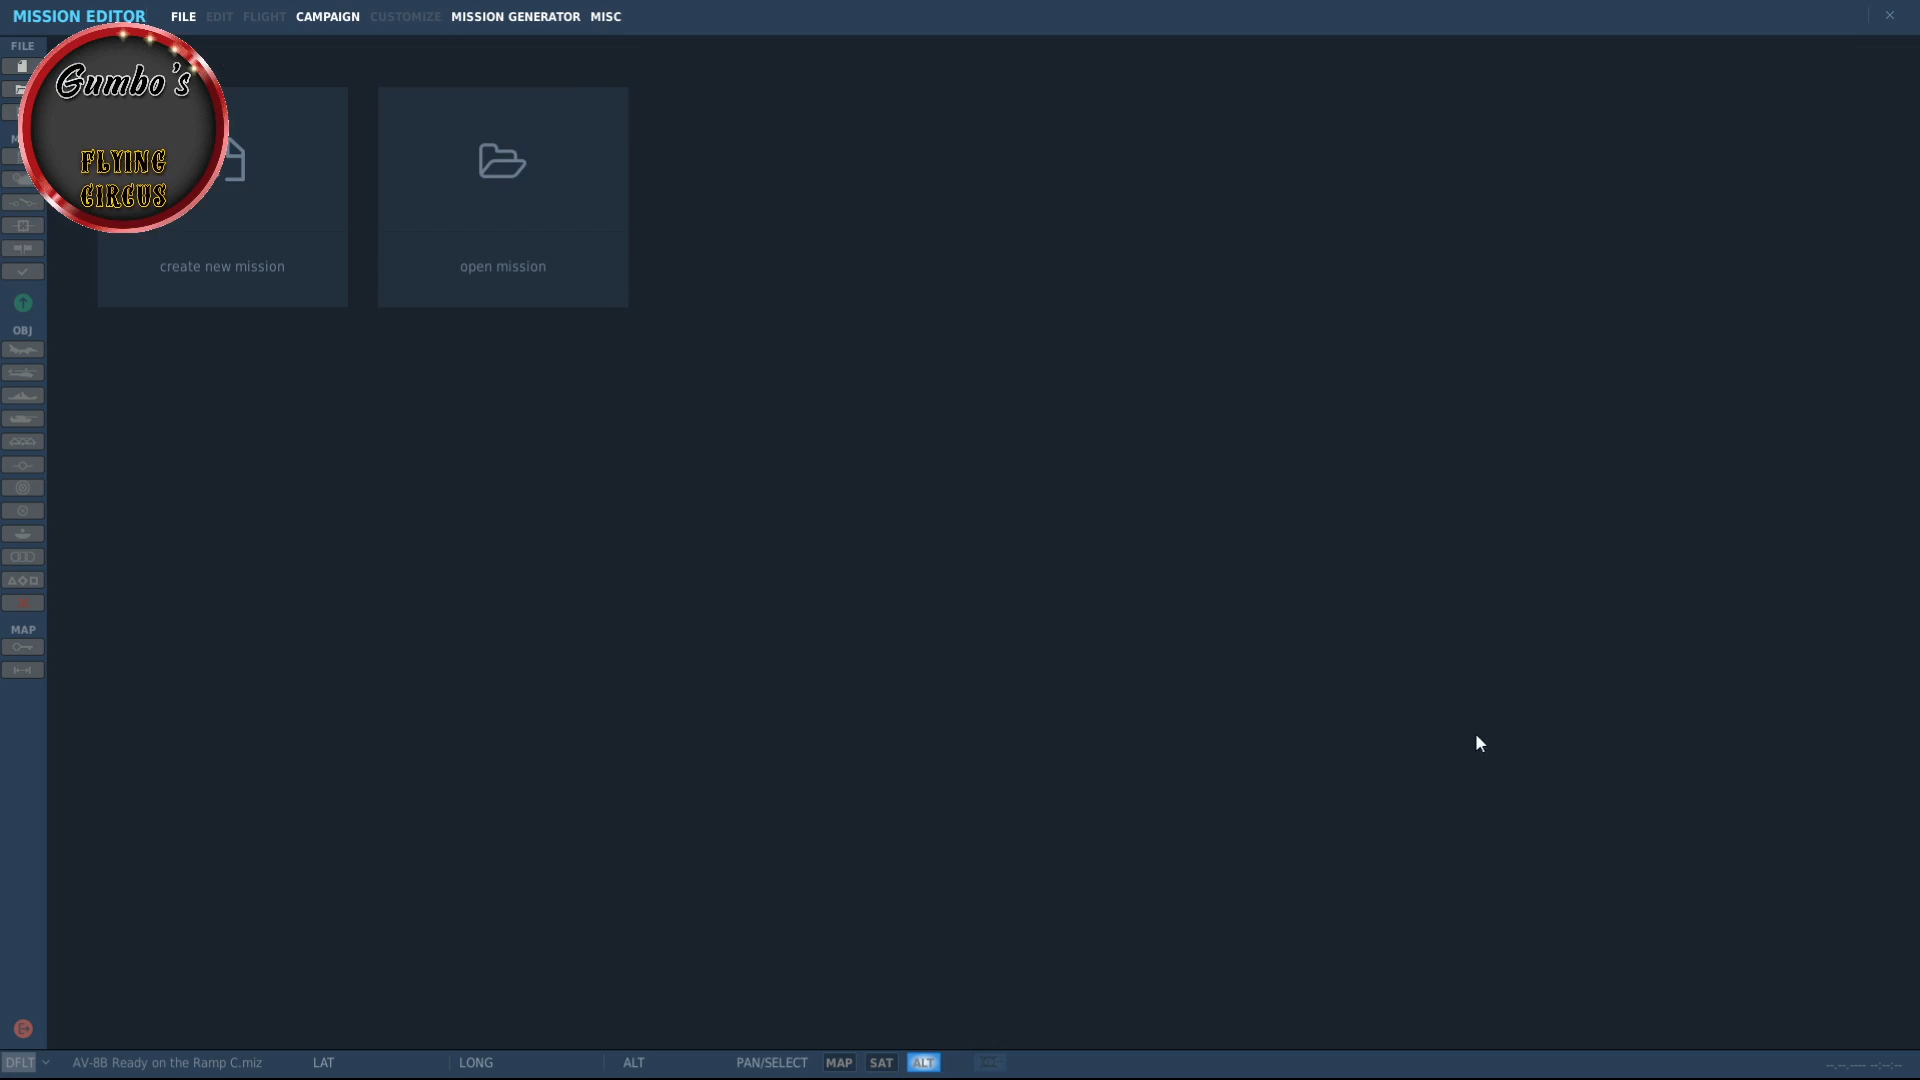 MISSION EDITOR FILE EDIT FLIGHT CAMPAIGN CUSTOMIZE MISSION GENERATOR MISC
FILE
Gumbo's
FLYING
CIRCUS
create new mission
open mission
OBJ
MAP
DFLT AV-8B Ready on the Ramp C.miz LAT LONG ALT PAN/SELECT MAP SAT ALT --.--.---- --:--:--